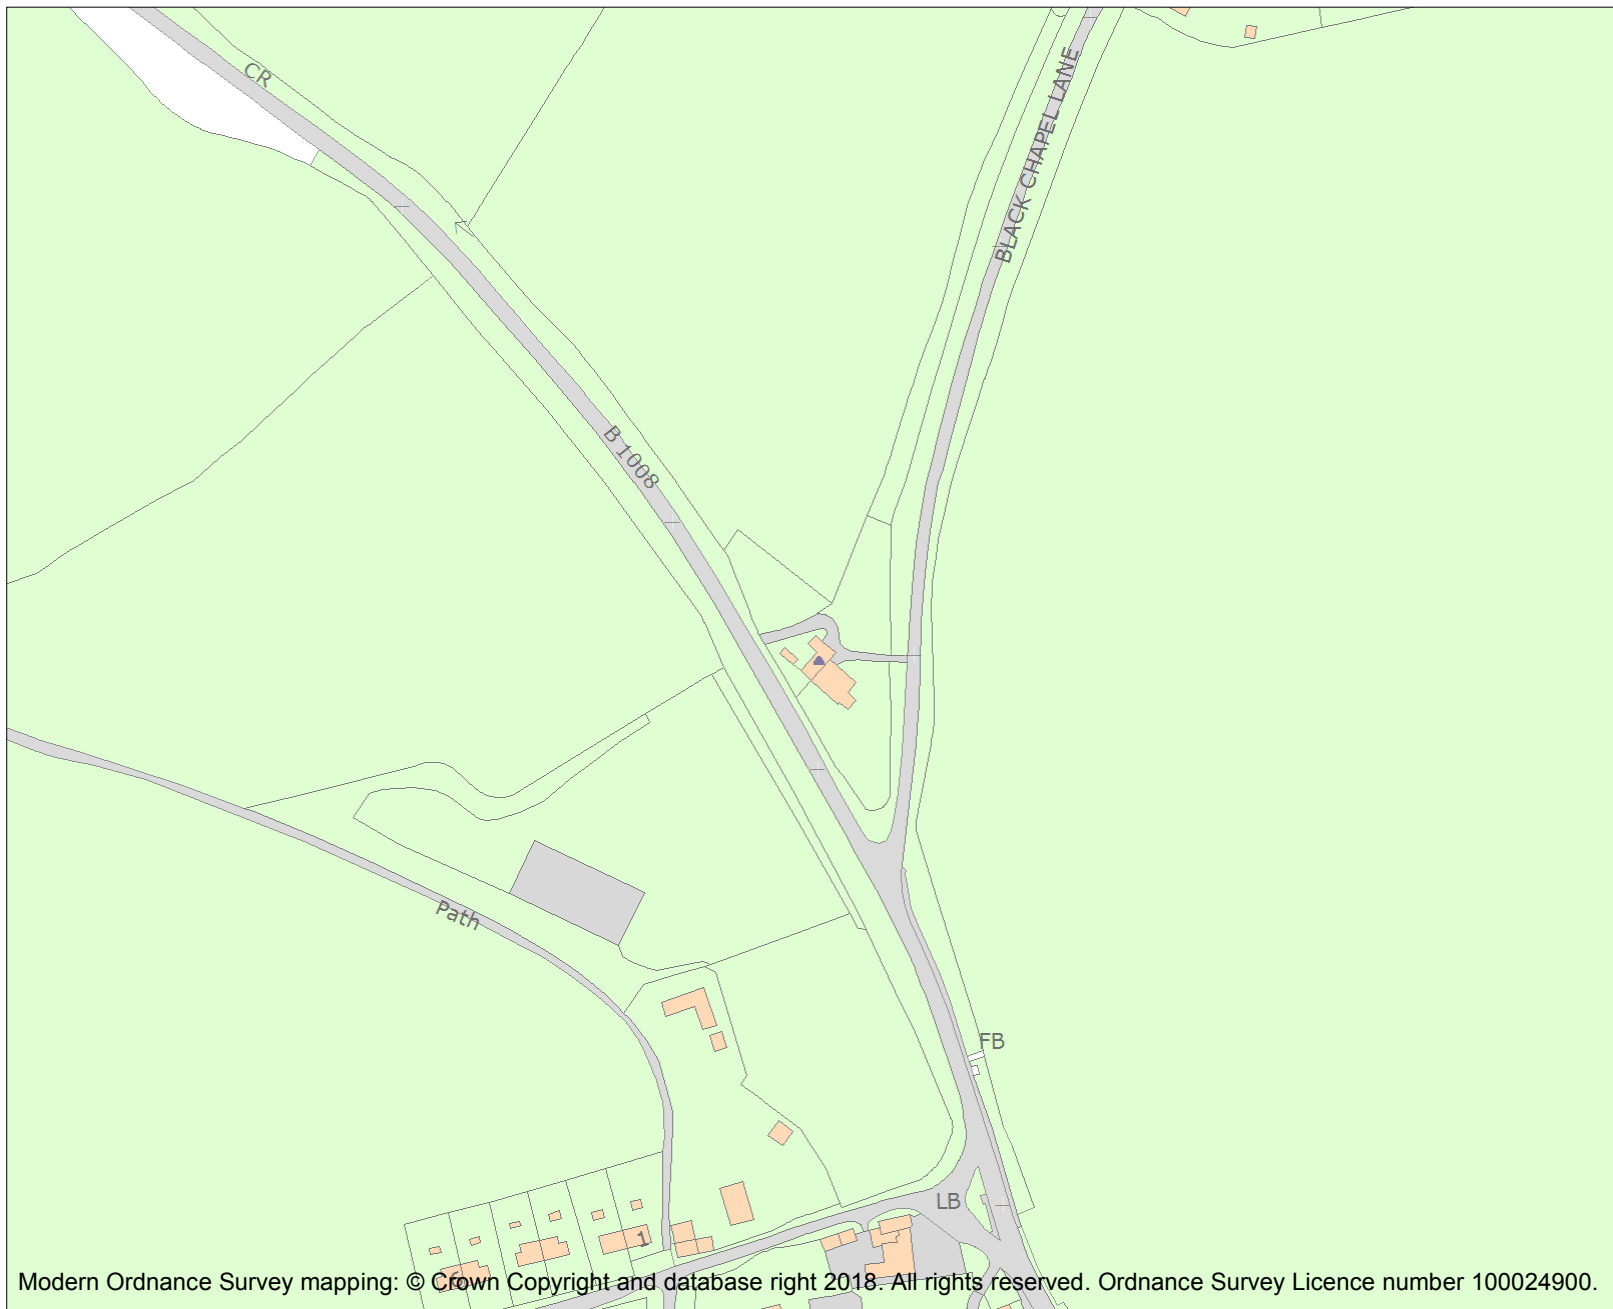 CR
BLACK CHAPEL LANE
B 1008
Path
FB
LB
1
6
Modern Ordnance Survey mapping: © Crown Copyright and database right 2018. All rights reserved. Ordnance Survey Licence number 100024900.